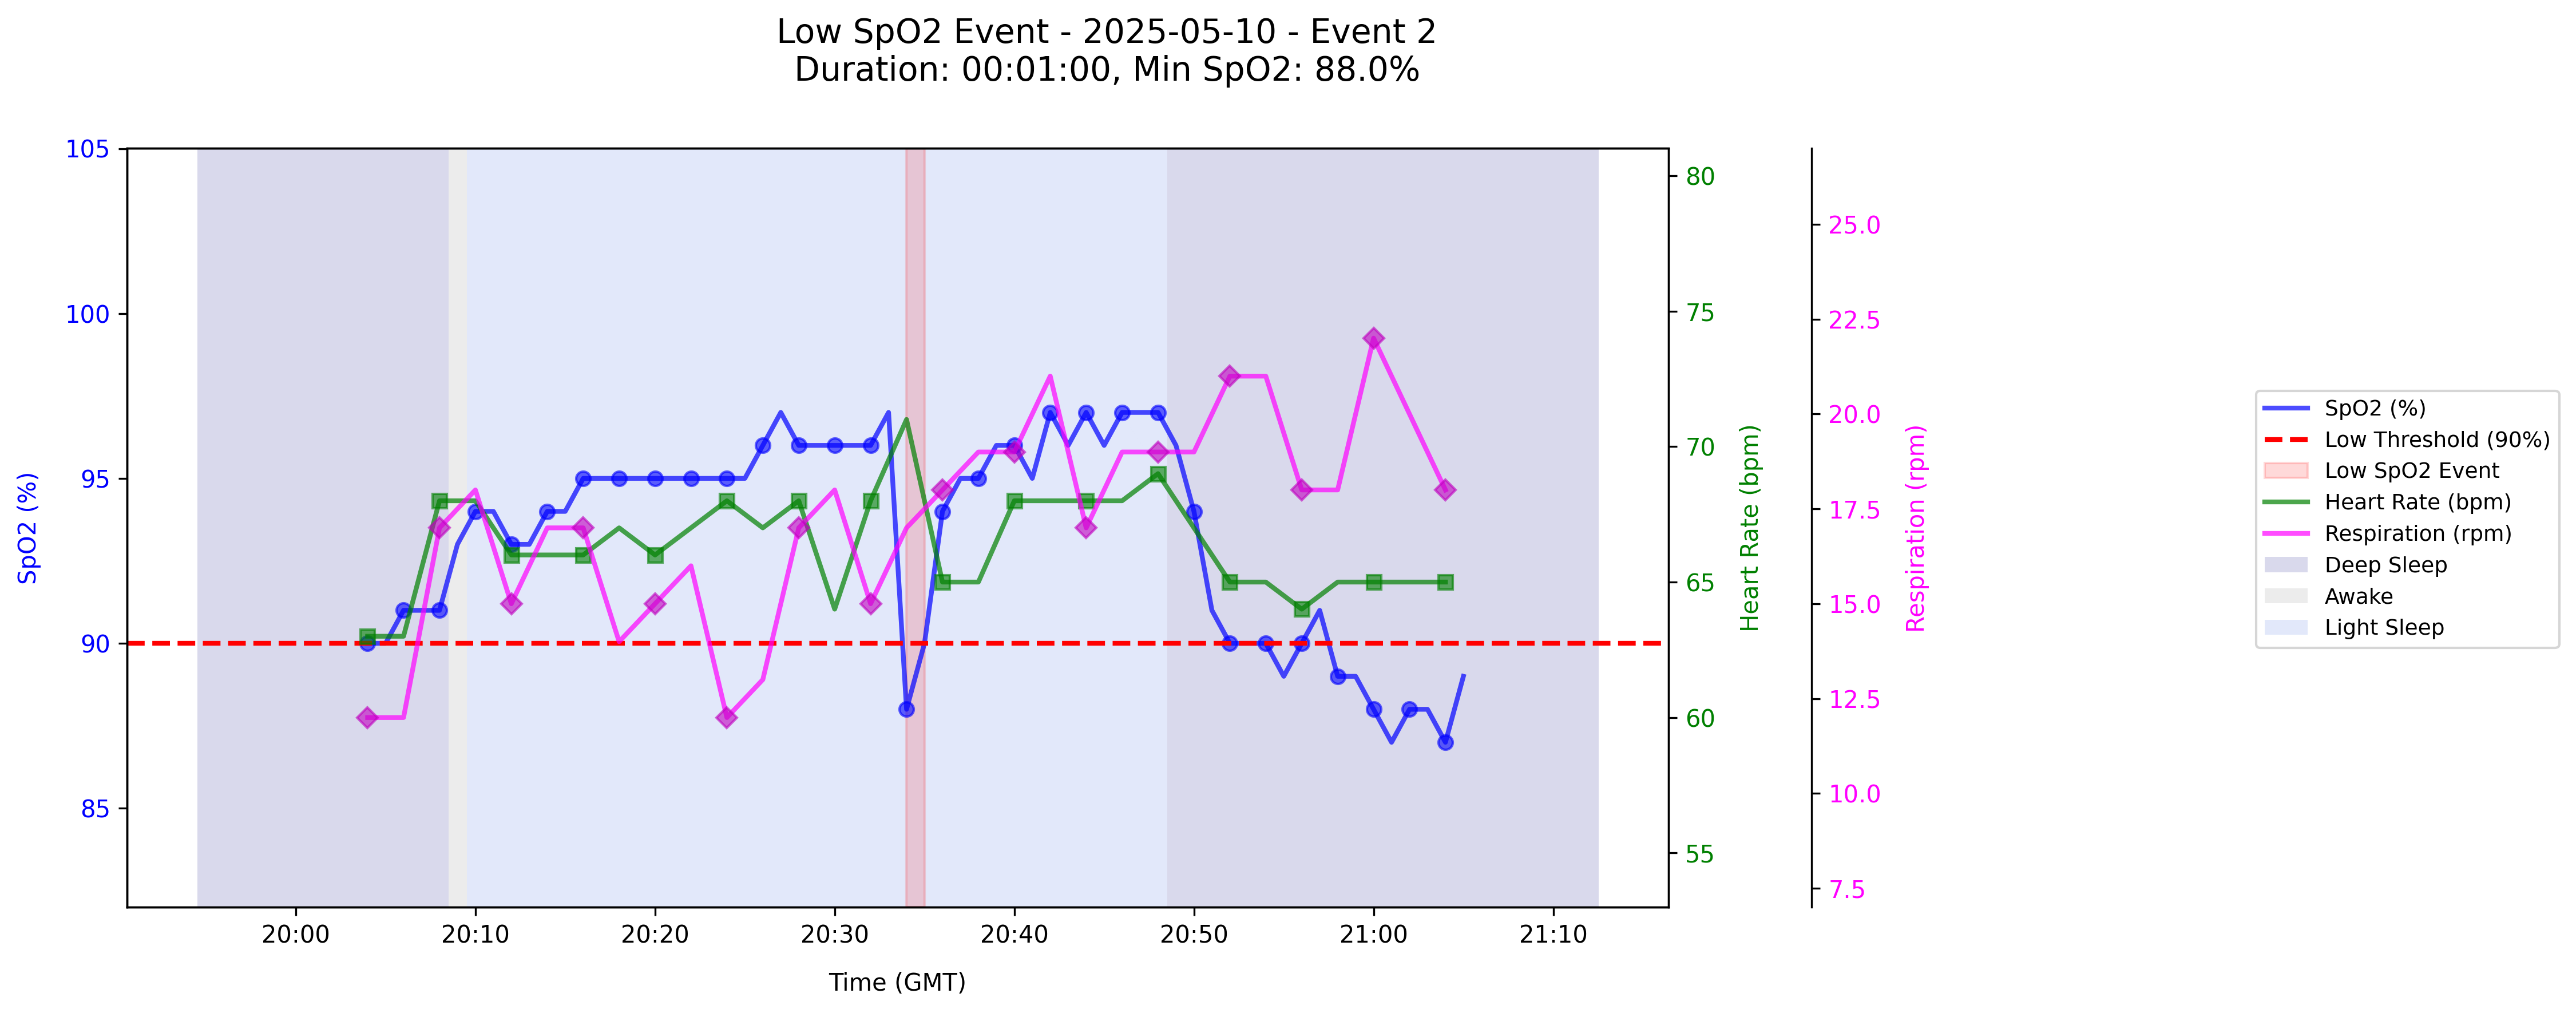 Low SpO2 Event - 2025-05-10 - Event 2
Duration: 00:01:00, Min SpO2: 88.0%
105
100
95
90
85
SpO2 (%)
20:00
20:10
20:20
20:30
20:40
20:50
21:00
21:10
Time (GMT)
80
75
70
65
60
55
Heart Rate (bpm)
25.0
22.5
20.0
17.5
15.0
12.5
10.0
7.5
Respiration (rpm)
SpO2 (%)
Low Threshold (90%)
Low SpO2 Event
Heart Rate (bpm)
Respiration (rpm)
Deep Sleep
Awake
Light Sleep